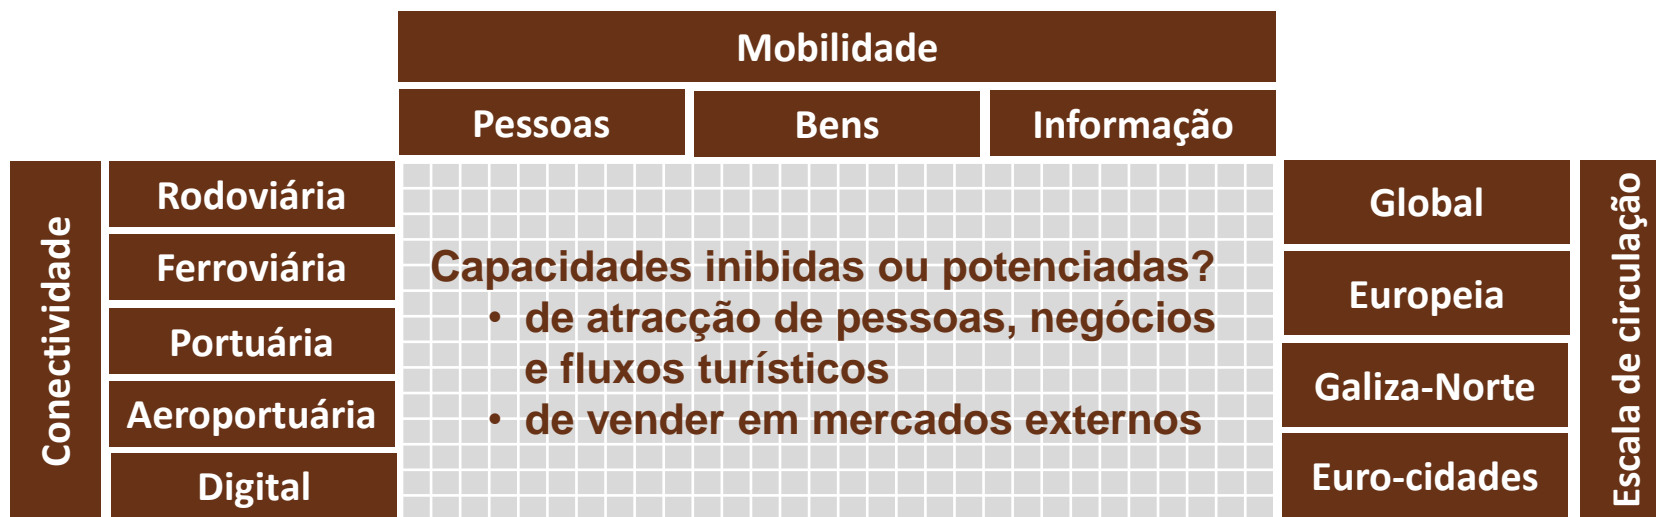 Mobilidade
Pessoas
Bens
Informação
Conectividade
Rodoviária
Ferroviária
Portuária
Aeroportuária
Digital
Capacidades inibidas ou potenciadas?
• de atracção de pessoas, negócios
e fluxos turísticos
• de vender em mercados externos
Global
Europeia
Galiza-Norte
Euro-cidades
Escala de circulação